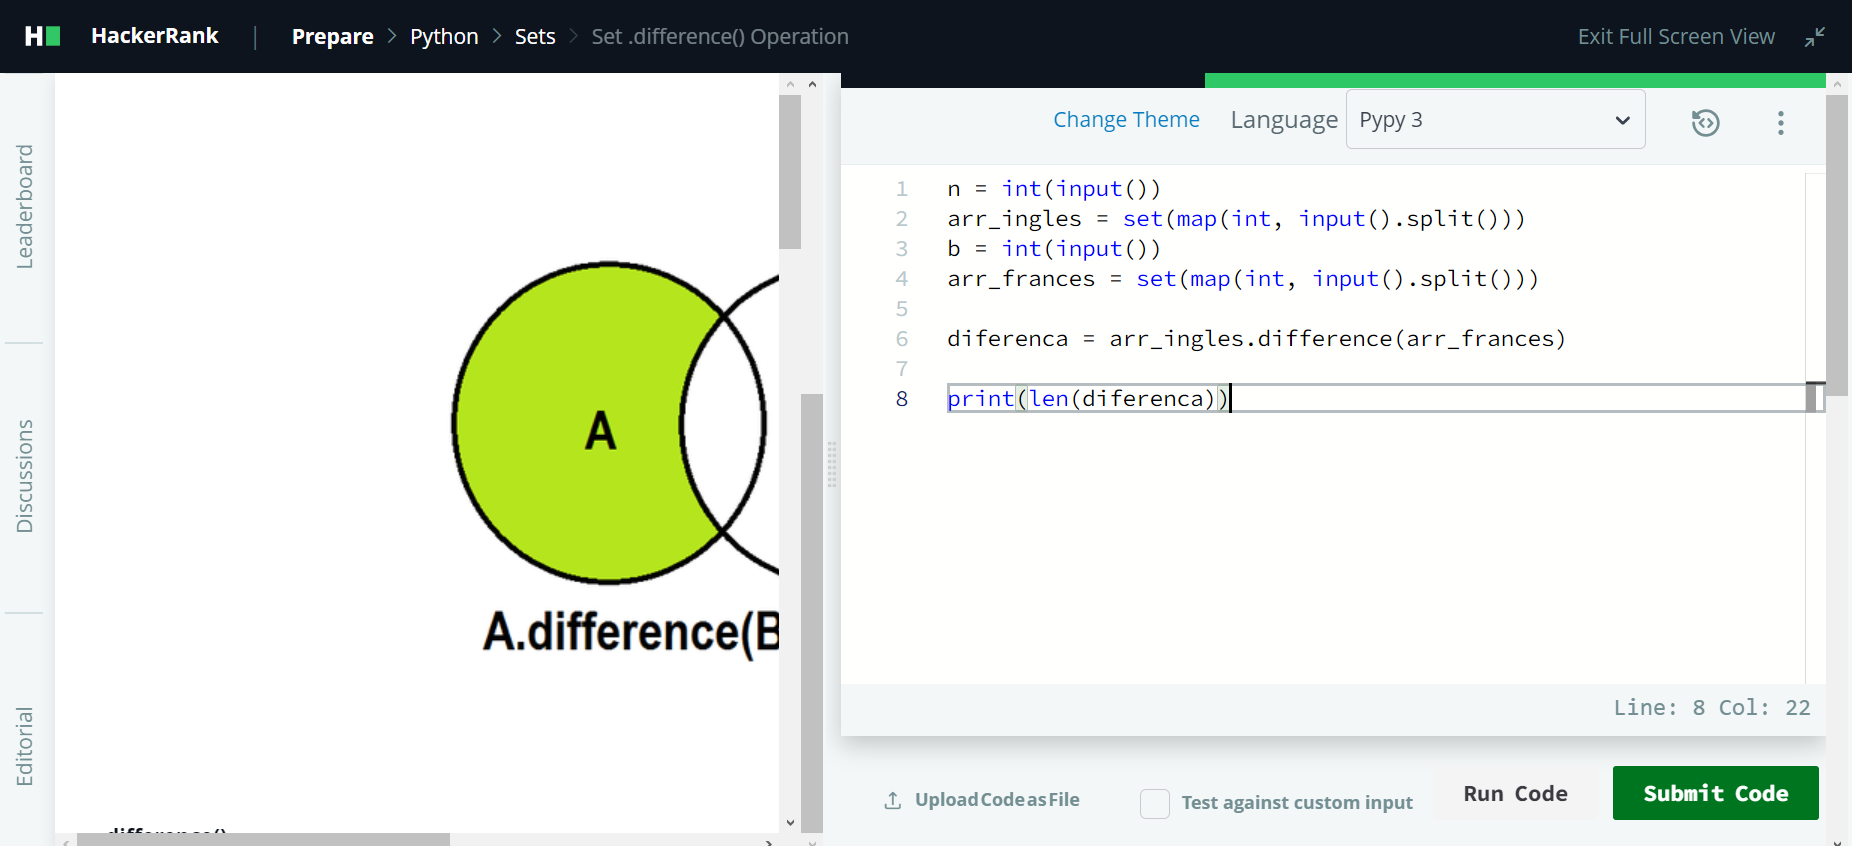 H HackerRank | Prepare > Python > Sets > Set .difference() Operation Exit Full Screen View
Leaderboard
Discussions
Editorial
A
A.difference(B
.difference()
Change Theme Language Pypy 3
1 n = int(input())
2 arr_ingles = set(map(int, input().split()))
3 b = int(input())
4 arr_frances = set(map(int, input().split()))
5
6 diferenca = arr_ingles.difference(arr_frances)
7
8 print(len(diferenca))
Line: 8 Col: 22
Upload Code as File Test against custom input Run Code Submit Code